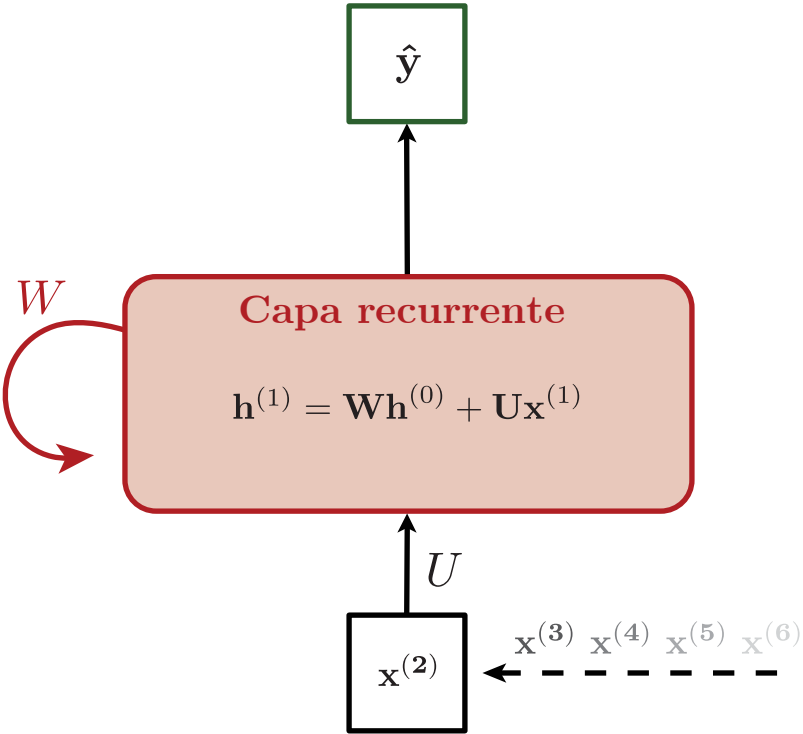 ŷ
W
Capa recurrente
h⁽¹⁾ = Wh⁽⁰⁾ + Ux⁽¹⁾
U
x⁽³⁾ x⁽⁴⁾ x⁽⁵⁾ x⁽⁶⁾
x⁽²⁾